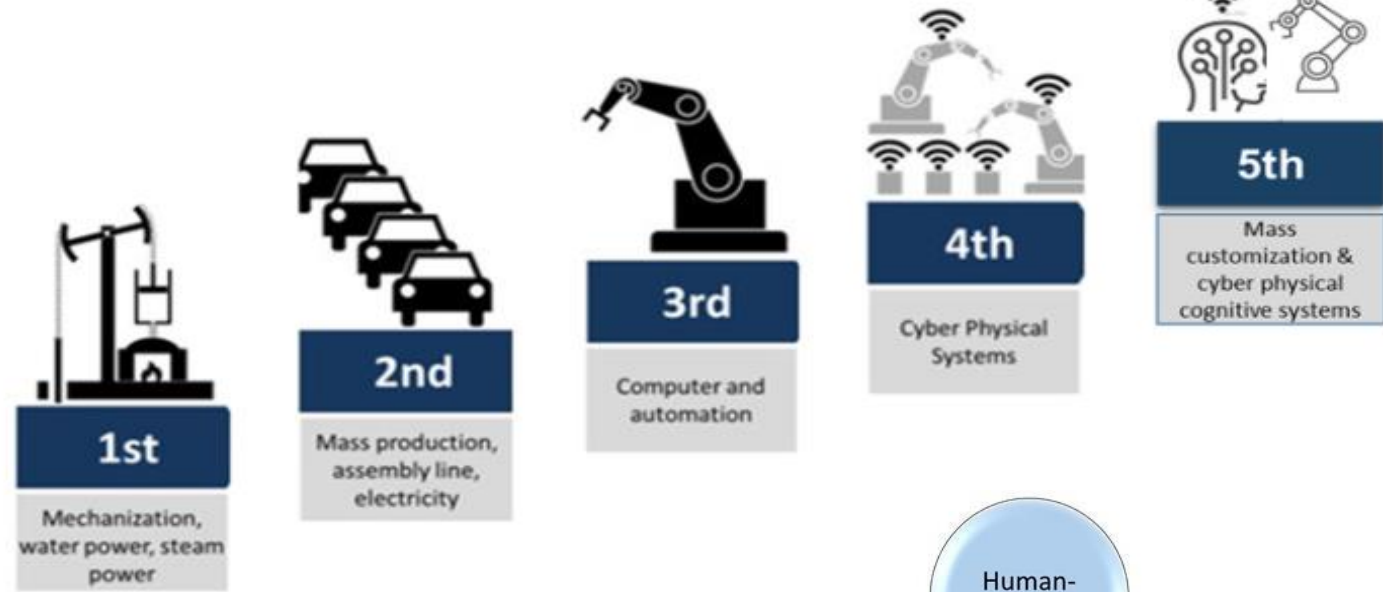 1st
Mechanization,
water power, steam
power
2nd
Mass production,
assembly line,
electricity
3rd
Computer and
automation
4th
Cyber Physical
Systems
5th
Mass
customization &
cyber physical
cognitive systems
Human-